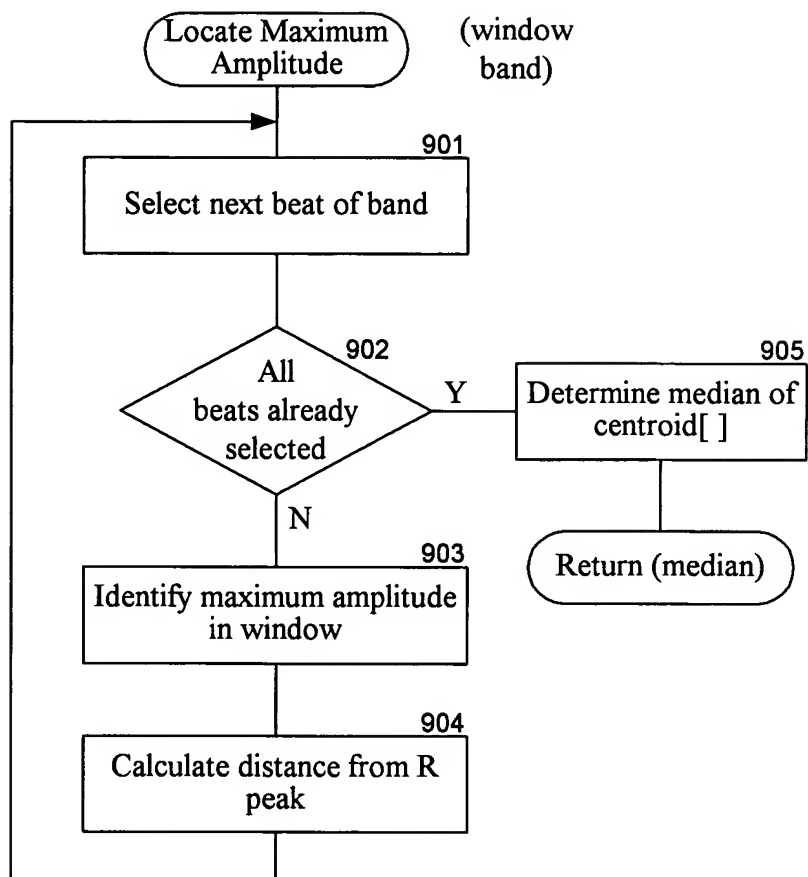 Locate Maximum
Amplitude
(window
band)
901
Select next beat of band
902
All
beats already
selected
Y
905
Determine median of
centroid[ ]
N
Return (median)
903
Identify maximum amplitude
in window
904
Calculate distance from R
peak